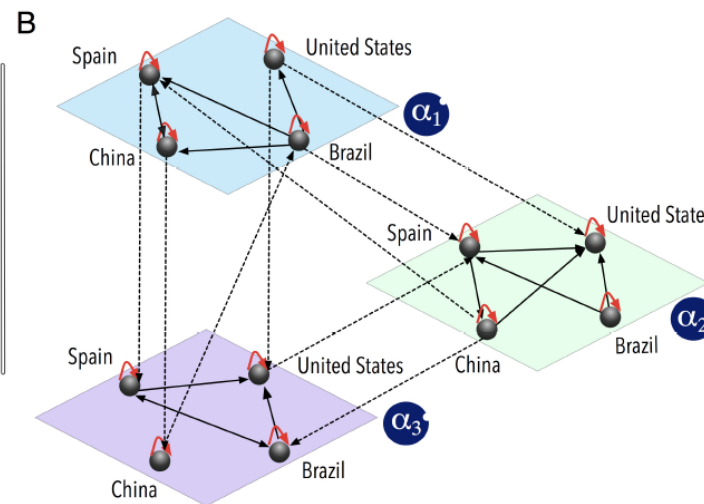 B
Spain
United States
China
Brazil
α1
Spain
United State
China
Brazil
α2
Spain
United States
China
Brazil
α3